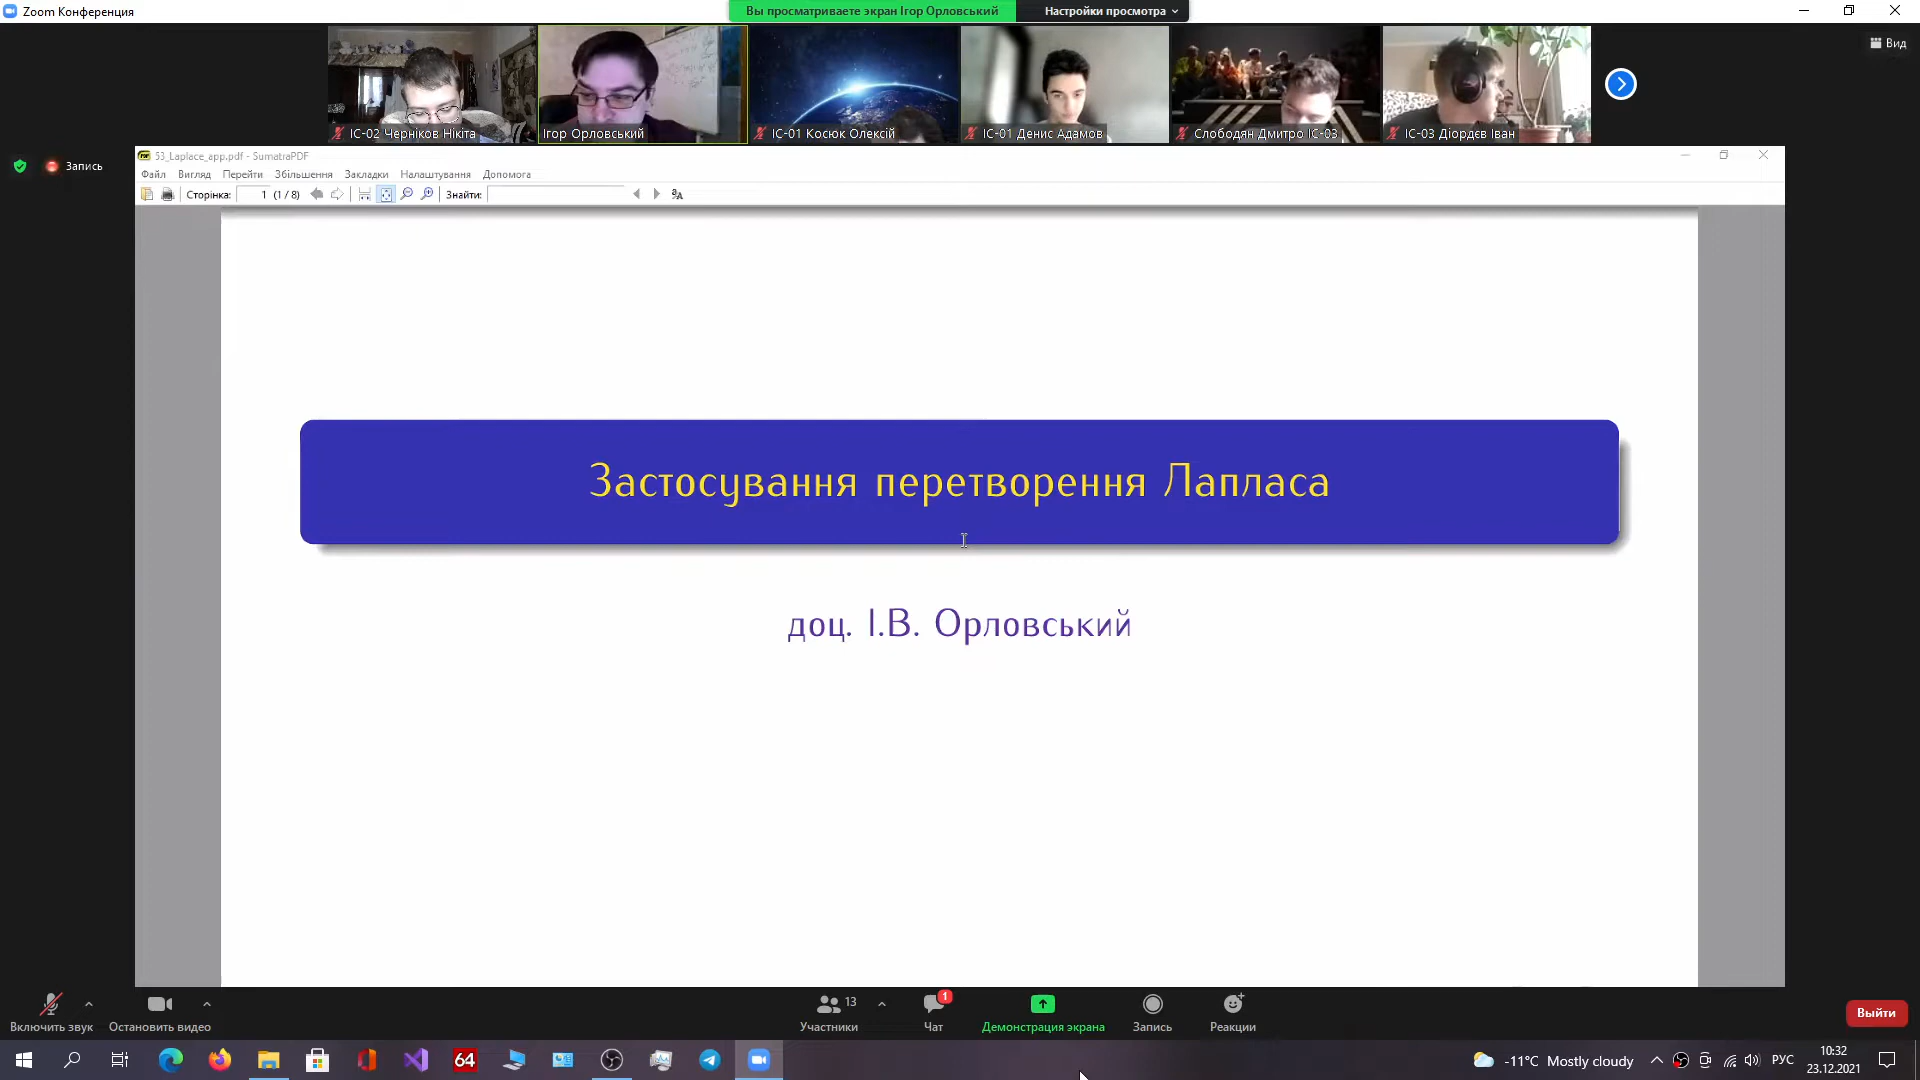 Zoom Конференция
Вы просматриваете экран Ігор Орловський
Настройки просмотра
Вид
ІС-02 Черніков Нікіта
Ігор Орловський
ІС-01 Косюк Олексій
ІС-01 Денис Адамов
Слободян Дмитро ІС-03
ІС-03 Діордєв Іван
Запись
53_Laplace_app.pdf - SumatraPDF
Файл Вигляд Перейти Збільшення Закладки Налаштування Допомога
Сторінка: 1 (1 / 8) Знайти:
Застосування перетворення Лапласа
доц. І.В. Орловський
Включить звук
Остановить видео
13
Участники
1
Чат
Демонстрация экрана
Запись
Реакции
Выйти
64
-11°C Mostly cloudy
РУС
10:32
23.12.2021